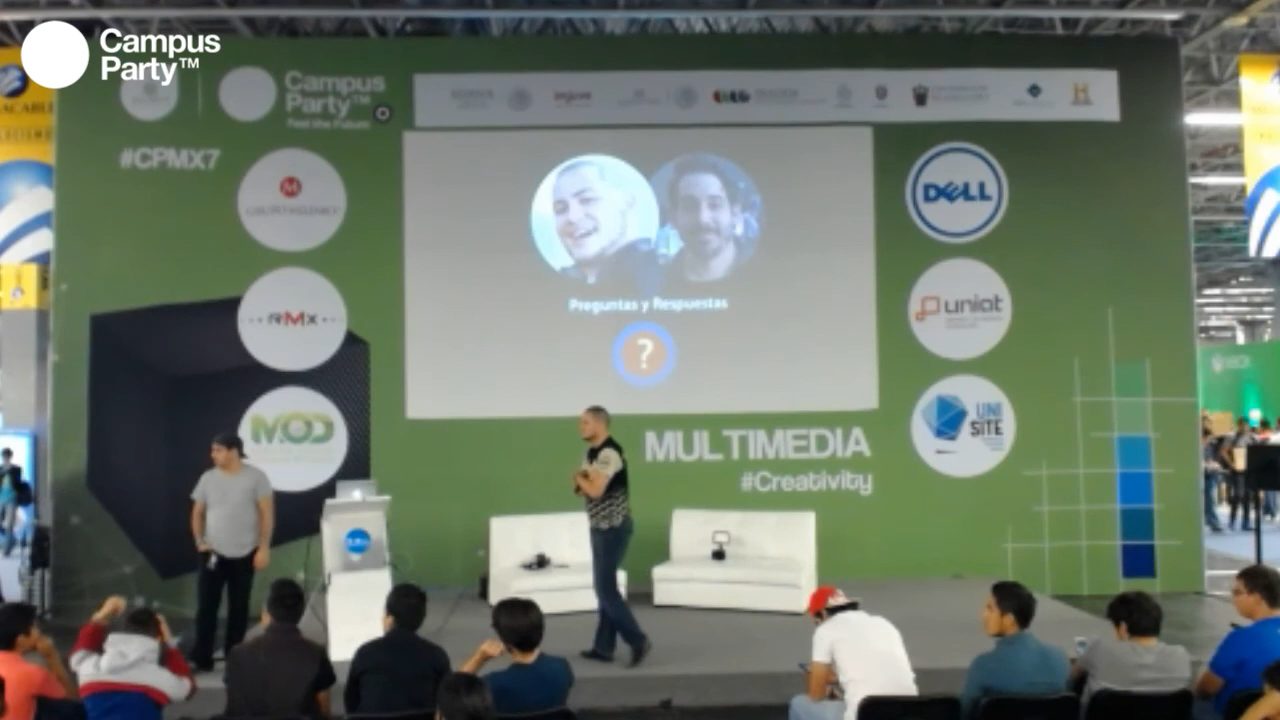 Campus
Party™
Campus
Party™
Feel the Future
#CPMX7
DELL
RMX
uniat
Preguntas y Respuestas
?
MOD
UNI
SITE
MULTIMEDIA
#Creativity